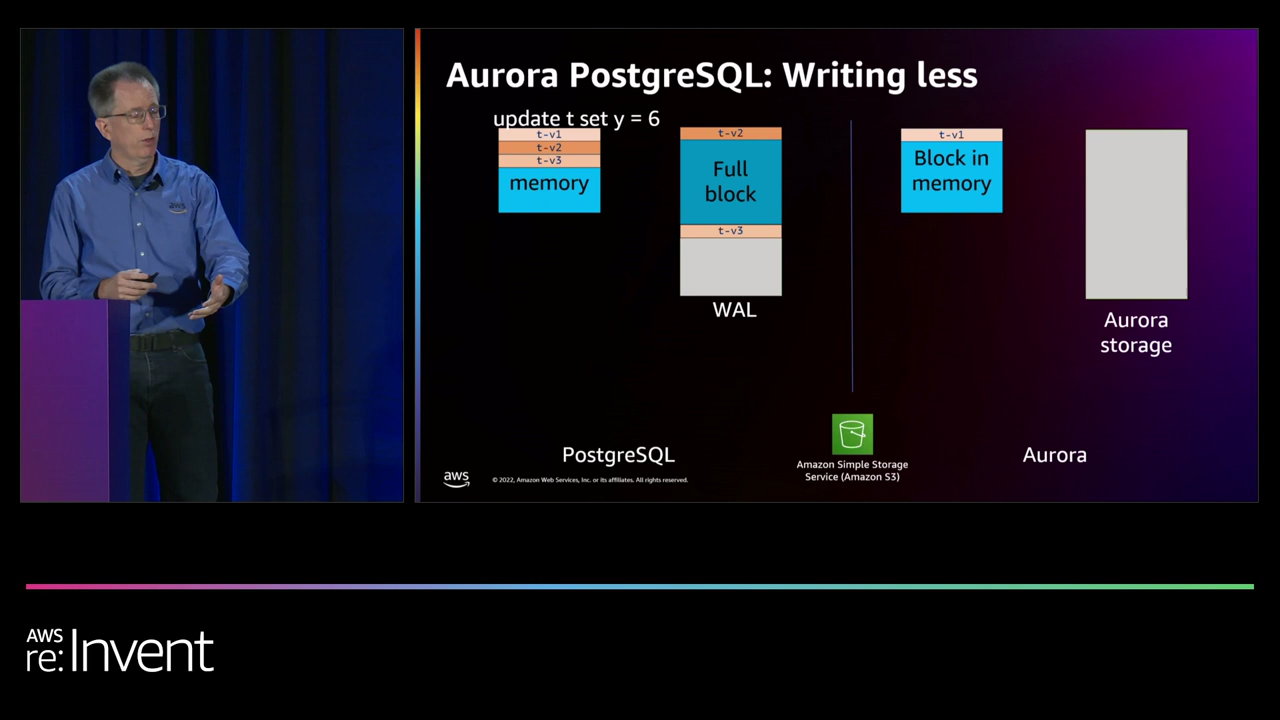 Aurora PostgreSQL: Writing less
update t set y = 6
t-v1
t-v2
t-v3
memory
t-v2
Full
block
t-v3
WAL
t-v1
Block in
memory
Aurora
storage
PostgreSQL
Amazon Simple Storage
Service (Amazon S3)
Aurora
aws
© 2022, Amazon Web Services, Inc. or its affiliates. All rights reserved.
aws
AWS
re:Invent